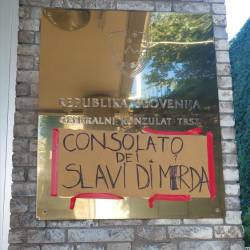 REPUBLIKA SLOVENIJA
GENERALNI KONZULAT TRST
CONSOLATO
DEI
SLAVI DI MERDA